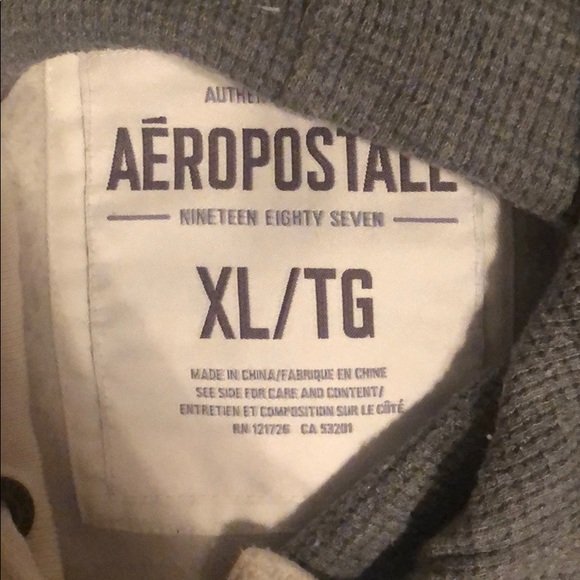 AÉROPOSTALE
NINETEEN EIGHTY SEVEN
XL/TG
MADE IN CHINA/FABRIQUE EN CHINE
SEE SIDE FOR CARE AND CONTENT/
ENTRETIEN ET COMPOSITION SUR LE CÔTÉ
RN 121726 CA 53201